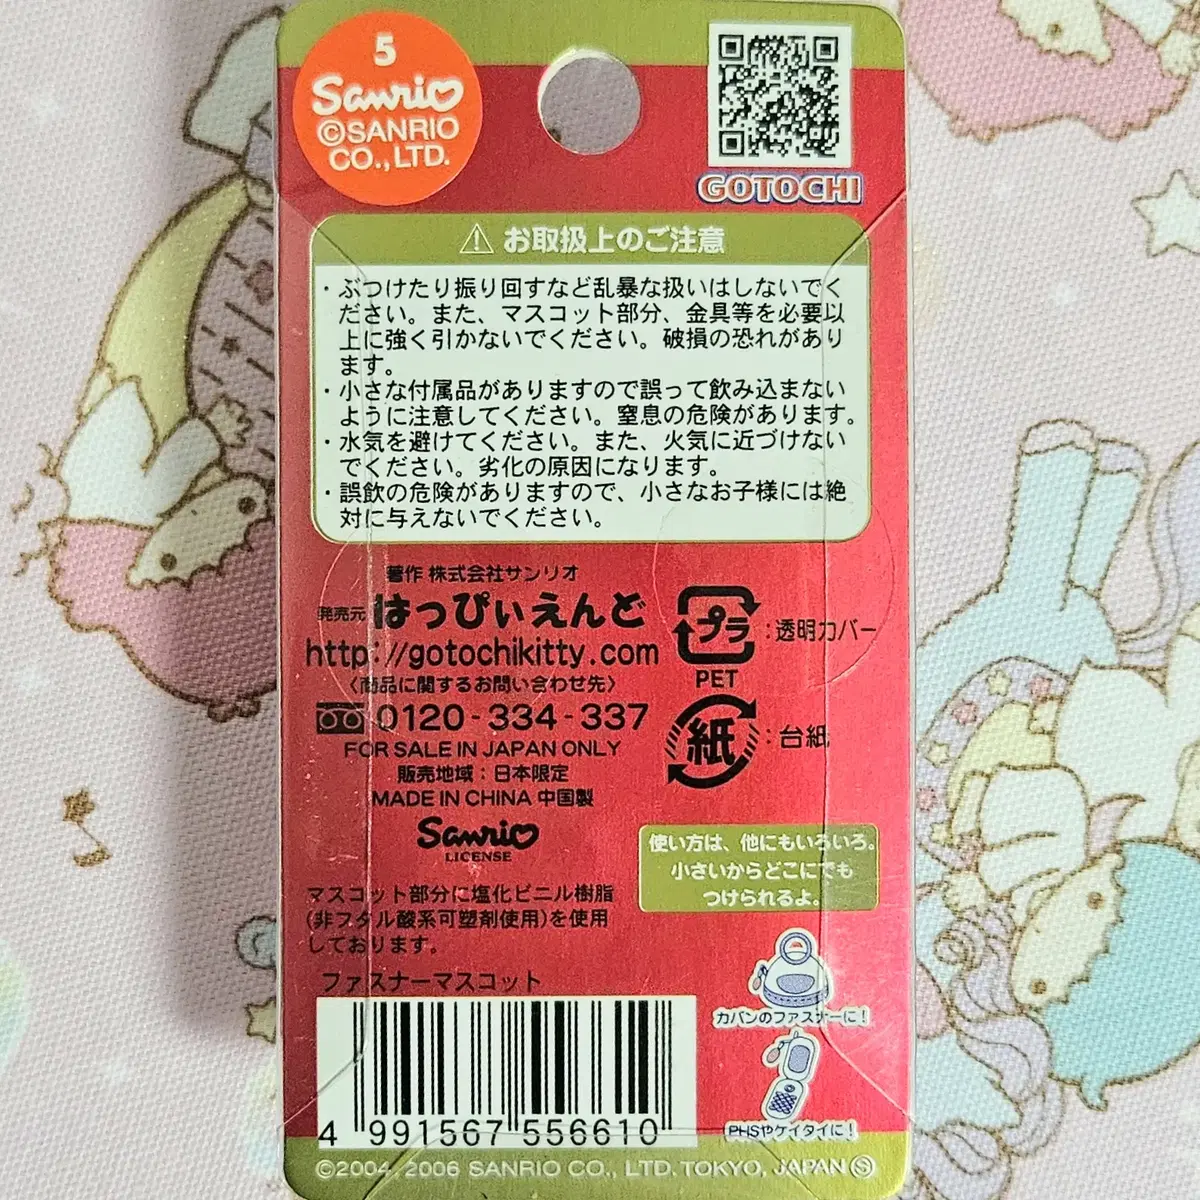 5
Sanrio
©SANRIO
CO., LTD.
GOTOCHI
⚠ お取扱上のご注意
・ぶつけたり振り回すなど乱暴な扱いはしないでく
ださい。また、マスコット部分、金具等を必要以
上に強く引かないでください。破損の恐れがあり
ます。
・小さな付属品がありますので誤って飲み込まない
ように注意してください。窒息の危険があります。
・水気を避けてください。また、火気に近づけない
でください。劣化の原因になります。
・誤飲の危険がありますので、小さなお子様には絶
対に与えないでください。
著作 株式会社サンリオ
発売元 はっぴぃえんど
http://gotochikitty.com
〈商品に関するお問い合わせ先〉
0120-334-337
FOR SALE IN JAPAN ONLY
販売地域：日本限定
MADE IN CHINA 中国製
Sanrio
LICENSE
プラ：透明カバー
PET
紙：台紙
使い方は、他にもいろいろ。
小さいからどこにでも
つけられるよ。
マスコット部分に塩化ビニル樹脂
(非フタル酸系可塑剤使用)を使用
しております。
ファスナーマスコット
カバンのファスナーに!
PHSやケイタイに!
4 991567 556610
©2004, 2006 SANRIO CO., LTD. TOKYO, JAPAN Ⓢ